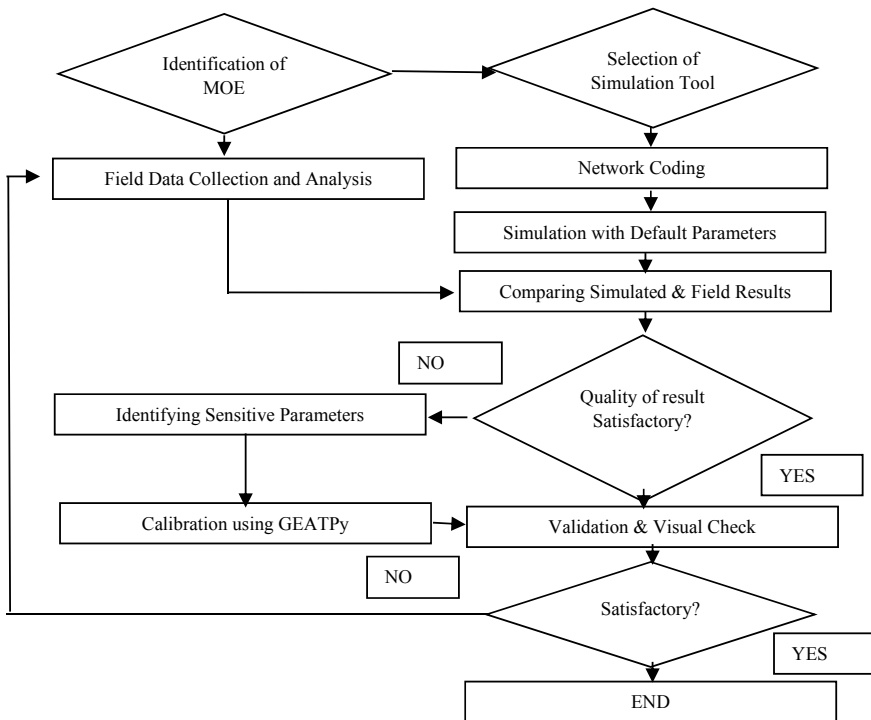 Identification of
MOE
Selection of
Simulation Tool
Field Data Collection and Analysis
Network Coding
Simulation with Default Parameters
Comparing Simulated & Field Results
NO
Quality of result
Satisfactory?
Identifying Sensitive Parameters
YES
Calibration using GEATPy
Validation & Visual Check
NO
Satisfactory?
YES
END